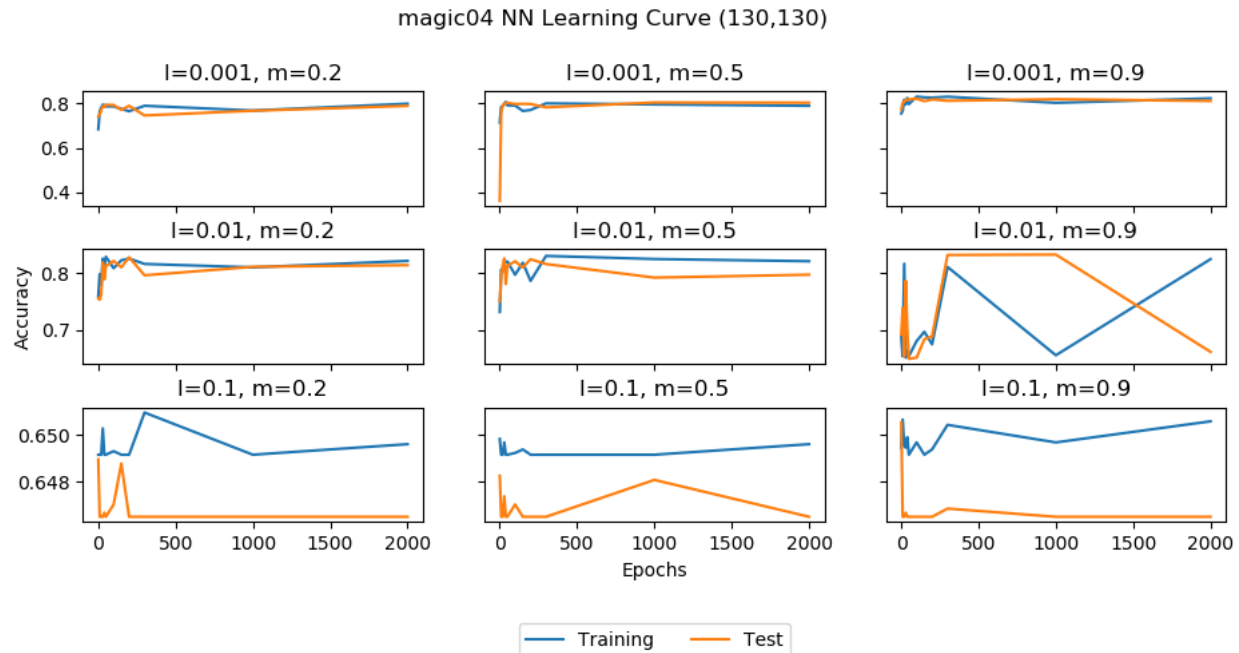 magic04 NN Learning Curve (130,130)
l=0.001, m=0.2
l=0.001, m=0.5
l=0.001, m=0.9
0.8
0.6
0.4
l=0.01, m=0.2
l=0.01, m=0.5
l=0.01, m=0.9
0.8
0.7
Accuracy
l=0.1, m=0.2
l=0.1, m=0.5
l=0.1, m=0.9
0.650
0.648
0 500 1000 1500 2000
0 500 1000 1500 2000
0 500 1000 1500 2000
Epochs
Training Test